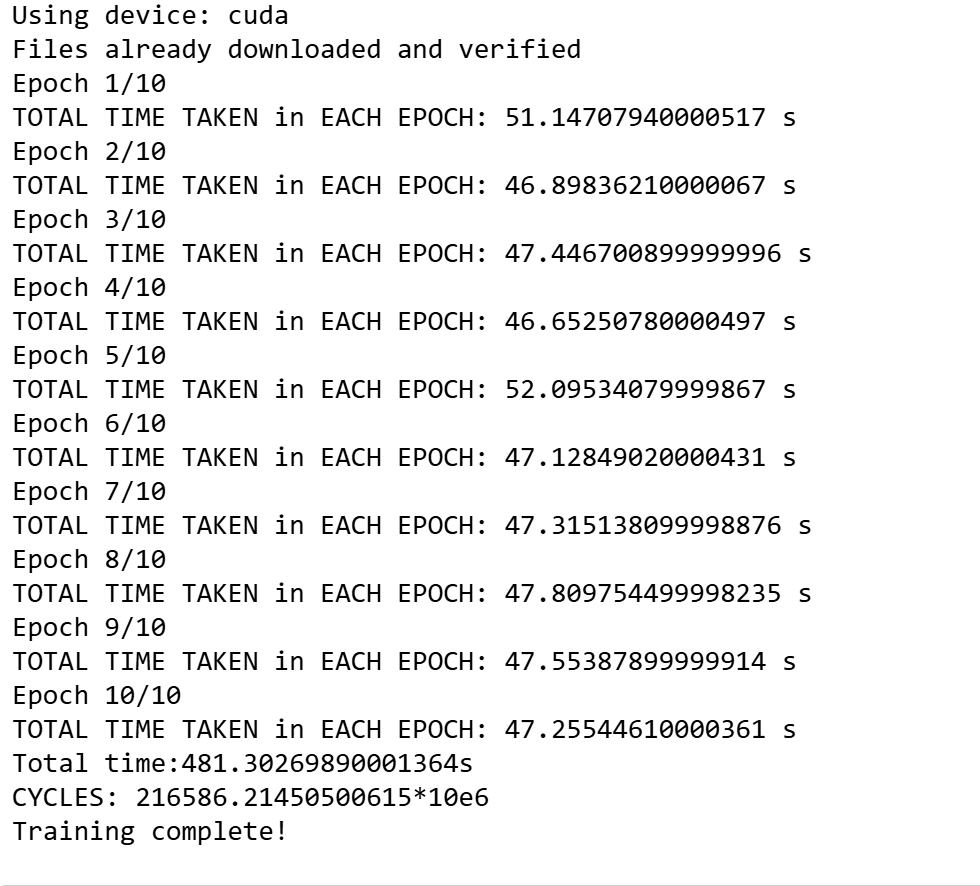 Using device: cuda
Files already downloaded and verified
Epoch 1/10
TOTAL TIME TAKEN in EACH EPOCH: 51.14707940000517 s
Epoch 2/10
TOTAL TIME TAKEN in EACH EPOCH: 46.89836210000067 s
Epoch 3/10
TOTAL TIME TAKEN in EACH EPOCH: 47.446700899999996 s
Epoch 4/10
TOTAL TIME TAKEN in EACH EPOCH: 46.65250780000497 s
Epoch 5/10
TOTAL TIME TAKEN in EACH EPOCH: 52.09534079999867 s
Epoch 6/10
TOTAL TIME TAKEN in EACH EPOCH: 47.12849020000431 s
Epoch 7/10
TOTAL TIME TAKEN in EACH EPOCH: 47.315138099998876 s
Epoch 8/10
TOTAL TIME TAKEN in EACH EPOCH: 47.809754499998235 s
Epoch 9/10
TOTAL TIME TAKEN in EACH EPOCH: 47.55387899999914 s
Epoch 10/10
TOTAL TIME TAKEN in EACH EPOCH: 47.25544610000361 s
Total time:481.30269890001364s
CYCLES: 216586.21450500615*10e6
Training complete!